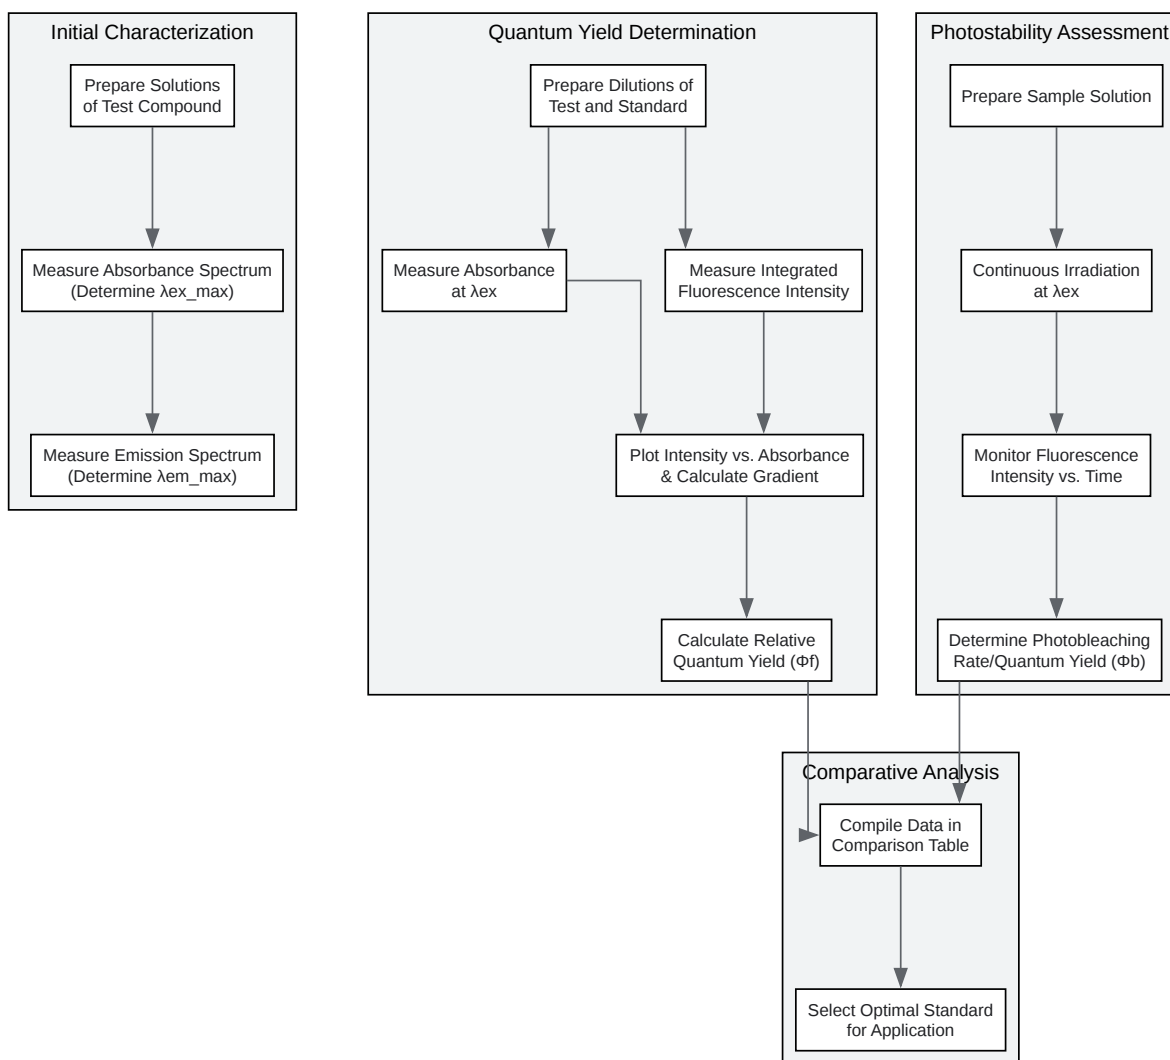 Initial Characterization
Prepare Solutions
of Test Compound
Measure Absorbance Spectrum
(Determine λex_max)
Measure Emission Spectrum
(Determine λem_max)
Quantum Yield Determination
Prepare Dilutions of
Test and Standard
Measure Absorbance
at λex
Measure Integrated
Fluorescence Intensity
Plot Intensity vs. Absorbance
& Calculate Gradient
Calculate Relative
Quantum Yield (Φf)
Photostability Assessment
Prepare Sample Solution
Continuous Irradiation
at λex
Monitor Fluorescence
Intensity vs. Time
Determine Photobleaching
Rate/Quantum Yield (Φb)
Comparative Analysis
Compile Data in
Comparison Table
Select Optimal Standard
for Application